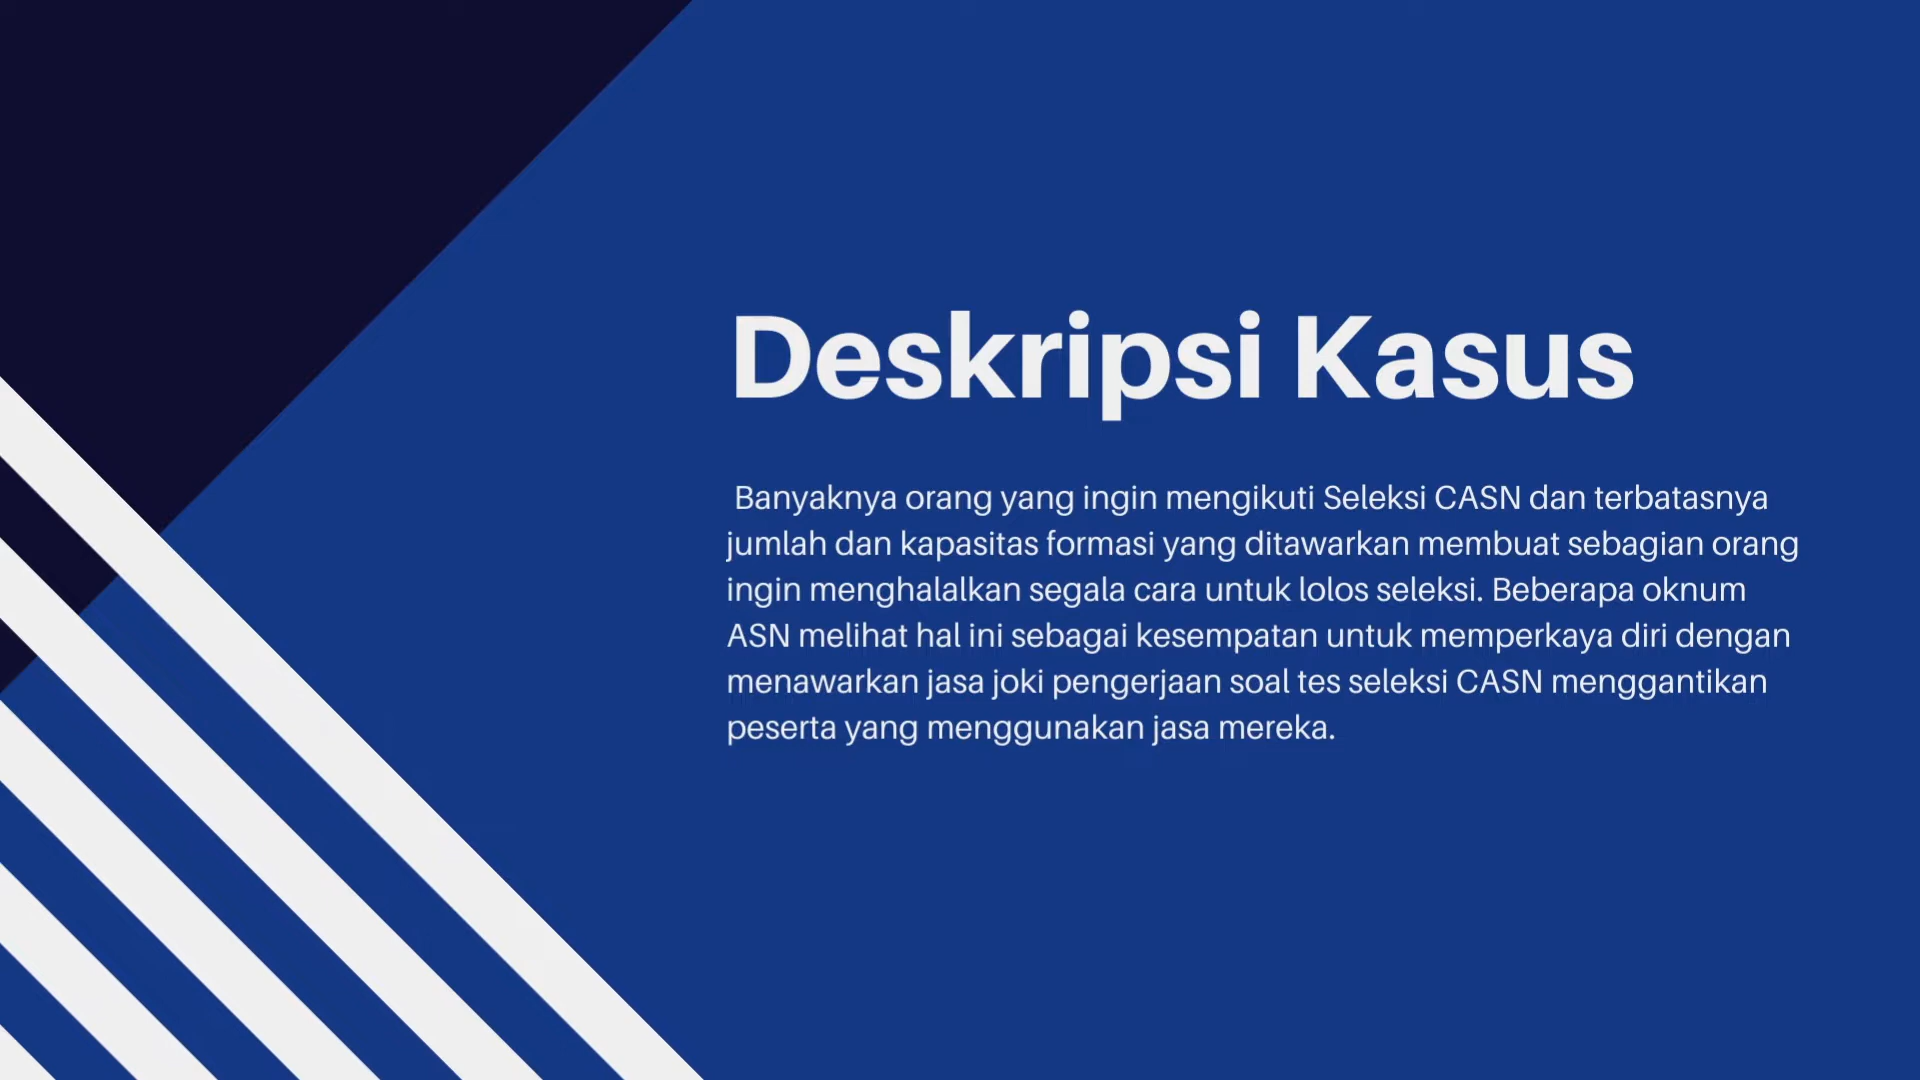 Deskripsi Kasus
Banyaknya orang yang ingin mengikuti Seleksi CASN dan terbatasnya
jumlah dan kapasitas formasi yang ditawarkan membuat sebagian orang
ingin menghalalkan segala cara untuk lolos seleksi. Beberapa oknum
ASN melihat hal ini sebagai kesempatan untuk memperkaya diri dengan
menawarkan jasa joki pengerjaan soal tes seleksi CASN menggantikan
peserta yang menggunakan jasa mereka.